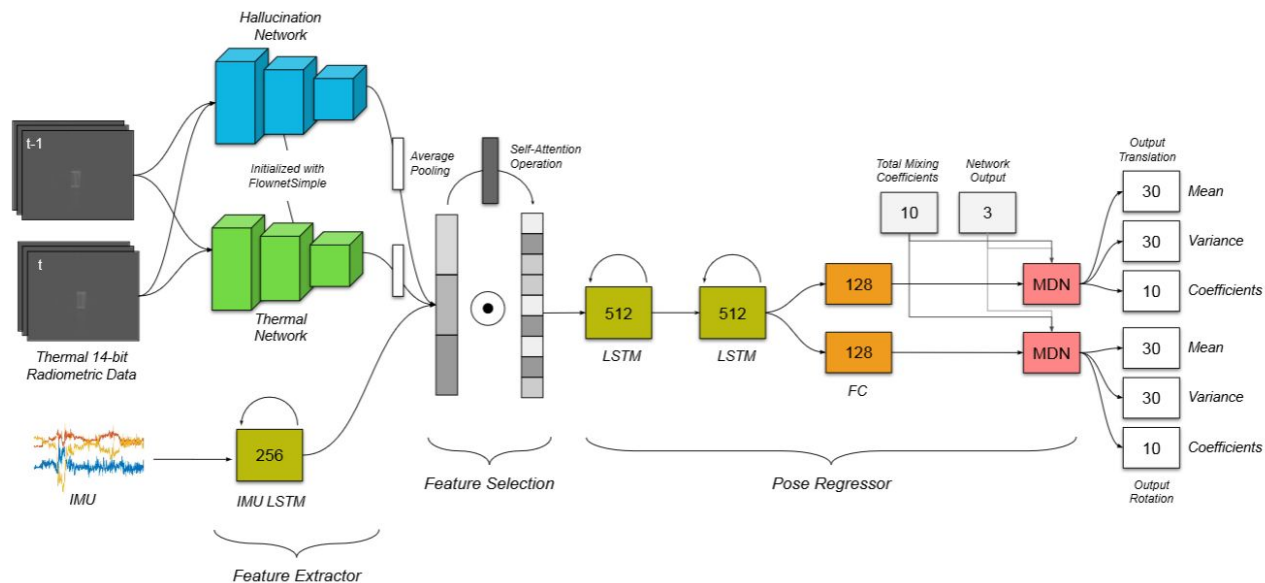 Hallucination
Network
t-1
t
Thermal 14-bit
Radiometric Data
Initialized with
FlownetSimple
Thermal
Network
IMU
256
IMU LSTM
Feature Extractor
Average
Pooling
Self-Attention
Operation
Feature Selection
512
LSTM
512
LSTM
128
128
FC
Total Mixing
Coefficients
10
Network
Output
3
MDN
MDN
Pose Regressor
Output
Translation
30
Mean
30
Variance
10
Coefficients
30
Mean
30
Variance
10
Coefficients
Output
Rotation